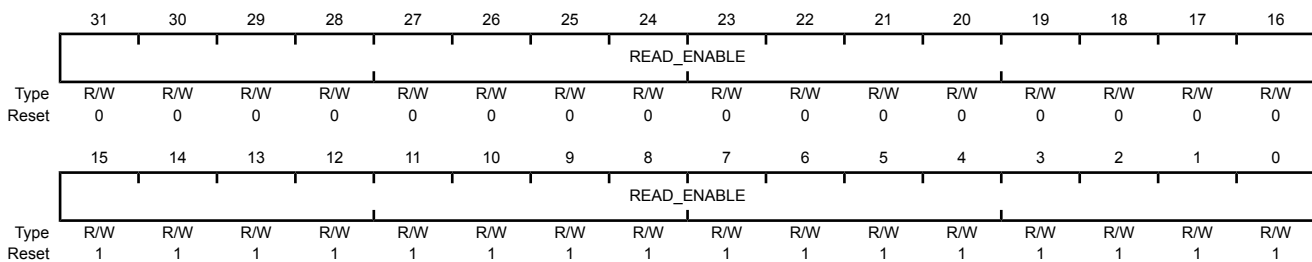 31 30 29 28 27 26 25 24 23 22 21 20 19 18 17 16
READ_ENABLE
Type R/W R/W R/W R/W R/W R/W R/W R/W R/W R/W R/W R/W R/W R/W R/W R/W
Reset 0 0 0 0 0 0 0 0 0 0 0 0 0 0 0 0
15 14 13 12 11 10 9 8 7 6 5 4 3 2 1 0
READ_ENABLE
Type R/W R/W R/W R/W R/W R/W R/W R/W R/W R/W R/W R/W R/W R/W R/W R/W
Reset 1 1 1 1 1 1 1 1 1 1 1 1 1 1 1 1